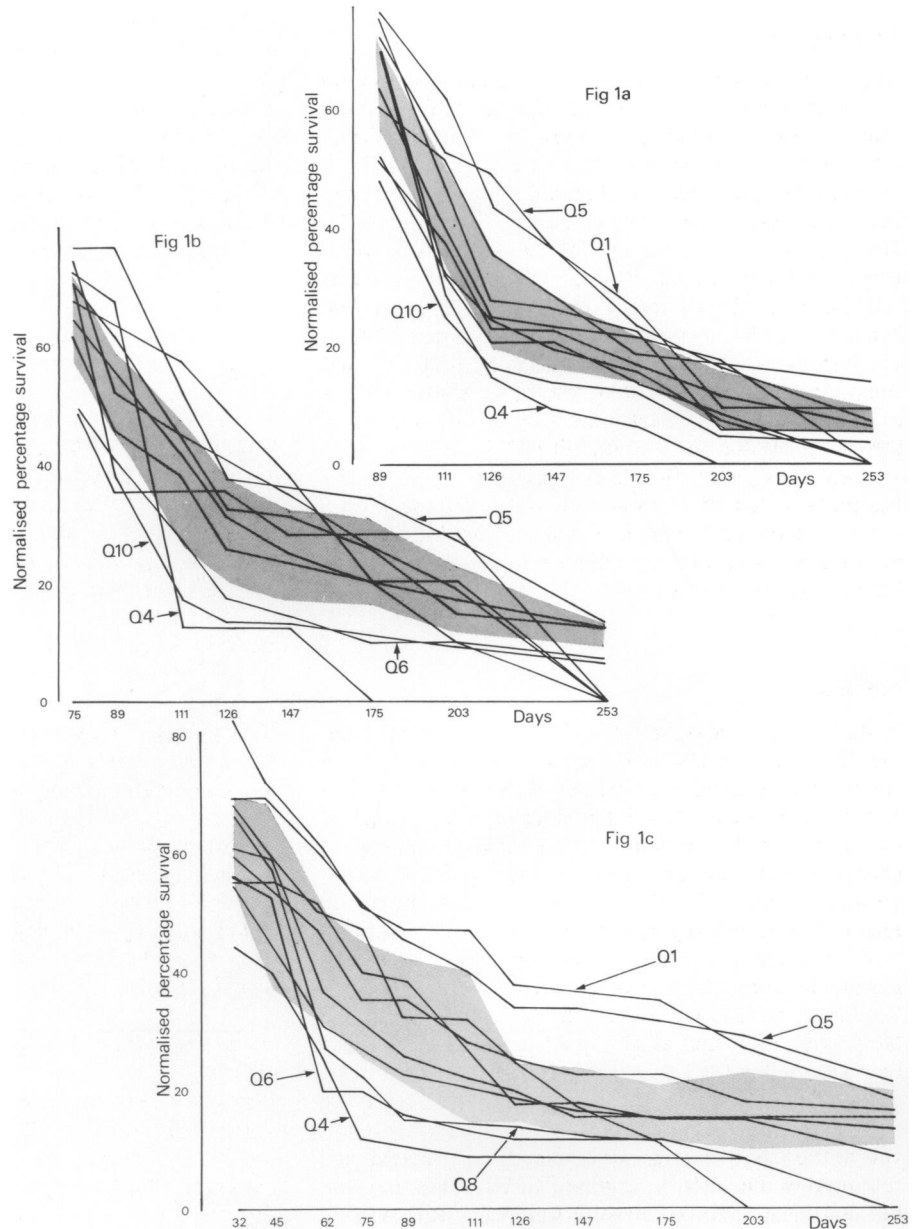 Fig 1a
Normalised percentage survival
60
40
20
0
Q5
Q1
Q10
Q4
89 111 126 147 175 203 Days 253
Fig 1b
Normalised percentage survival
60
40
20
0
Q5
Q10
Q4
Q6
75 89 111 126 147 175 203 Days 253
Fig 1c
Normalised percentage survival
80
60
40
20
0
Q1
Q5
Q6
Q4
Q8
32 45 62 75 89 111 126 147 175 203 Days 253